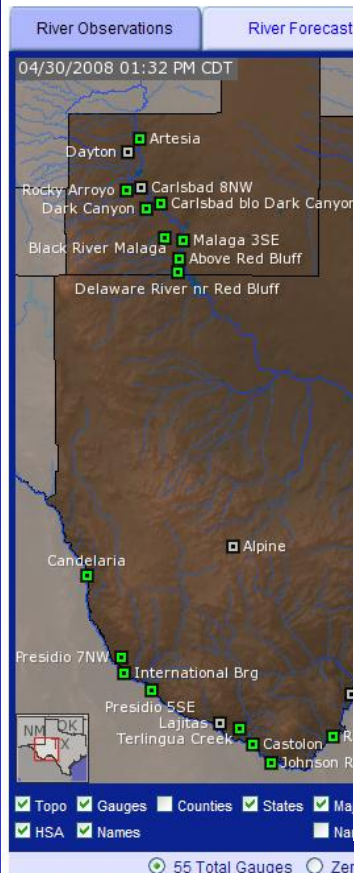 River Observations
River Forecast
04/30/2008 01:32 PM CDT
Artesia
Dayton
Rocky Arroyo
Carlsbad 8NW
Dark Canyon
Carlsbad blo Dark Canyon
Black River Malaga
Malaga 3SE
Above Red Bluff
Delaware River nr Red Bluff
Alpine
Candelaria
Presidio 7NW
International Brg
Presidio 5SE
Lajitas
Terlingua Creek
Castolon
R
Johnson R
NM OK
TX
Topo Gauges Counties States Ma
HSA Names Nar
55 Total Gauges Zer